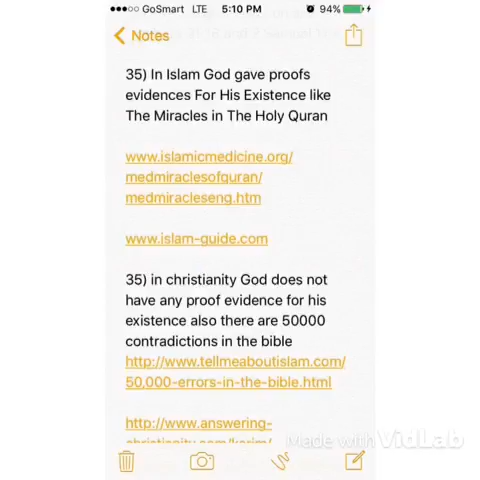 GoSmart LTE 5:10 PM 94%
Notes
35) In Islam God gave proofs
evidences For His Existence like
The Miracles in The Holy Quran
www.islamicmedicine.org/
medmiraclesofquran/
medmiracleseng.htm
www.islam-guide.com
35) in christianity God does not
have any proof evidence for his
existence also there are 50000
contradictions in the bible
http://www.tellmeaboutislam.com/
50,000-errors-in-the-bible.html
http://www.answering-
christianity.com/karim/
Made with VidLab